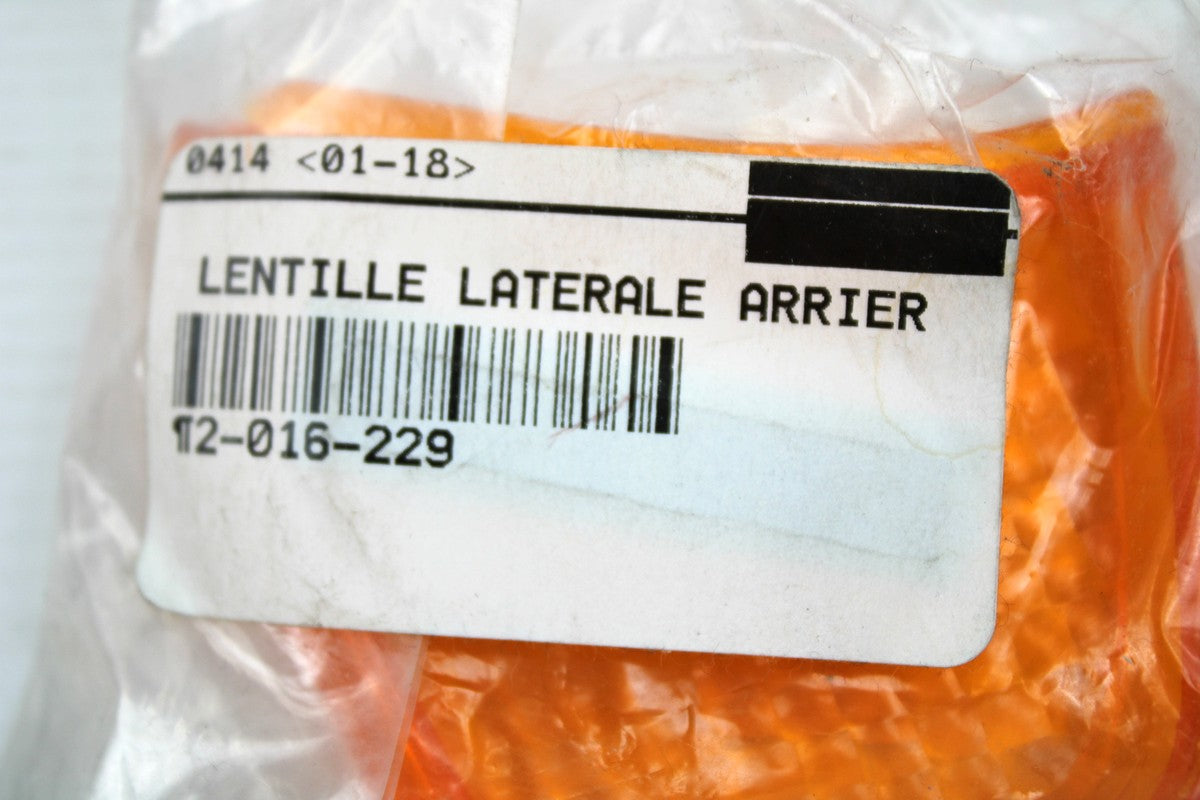 0414 <01-18>
LENTILLE LATERALE ARRIER
¶2-016-229